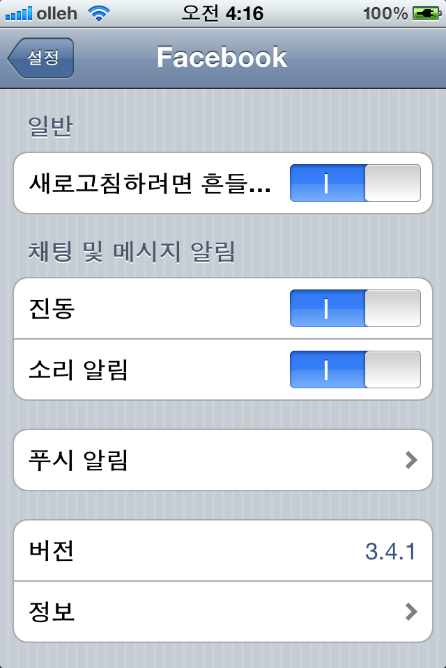 olleh 오전 4:16 100%
설정 Facebook
일반
새로고침하려면 흔들...
채팅 및 메시지 알림
진동
소리 알림
푸시 알림
버전 3.4.1
정보